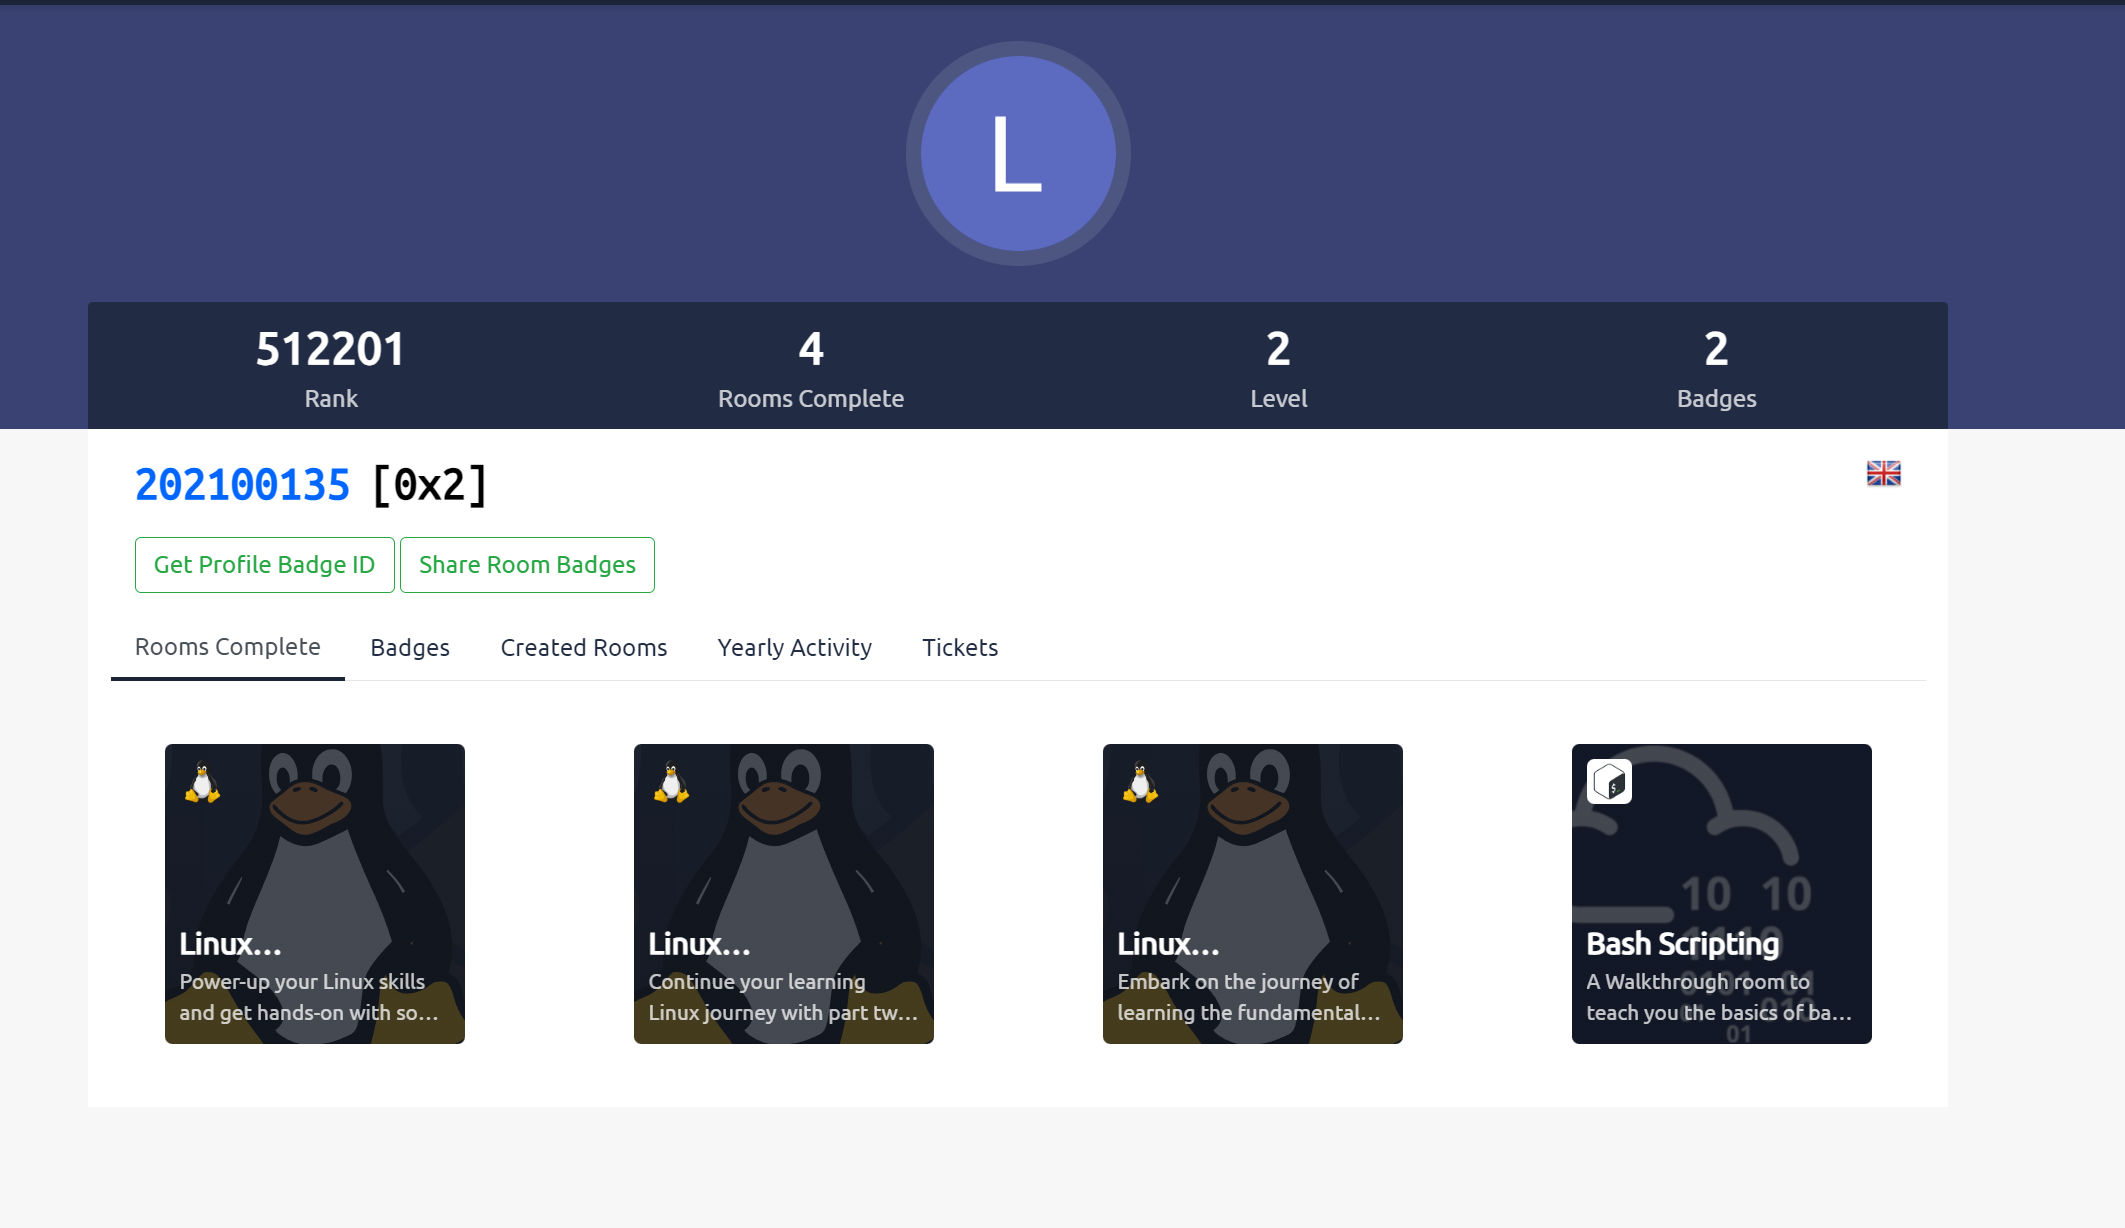 L
512201
Rank
4
Rooms Complete
2
Level
2
Badges
202100135 [0x2]
Get Profile Badge ID
Share Room Badges
Rooms Complete
Badges
Created Rooms
Yearly Activity
Tickets
Linux...
Power-up your Linux skills
and get hands-on with so...
Linux...
Continue your learning
Linux journey with part tw...
Linux...
Embark on the journey of
learning the fundamental...
10 10
Bash Scripting
A Walkthrough room to
teach you the basics of ba...
01